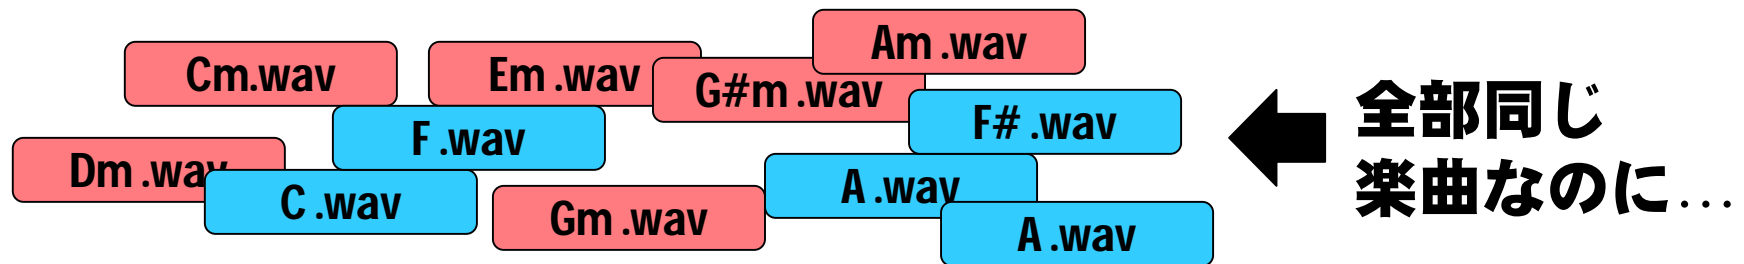 Am .wav
Cm.wav
Em .wav
G#m .wav
F# .wav
F .wav
Dm .wav
C .wav
A .wav
Gm .wav
A .wav
全部同じ
楽曲なのに…